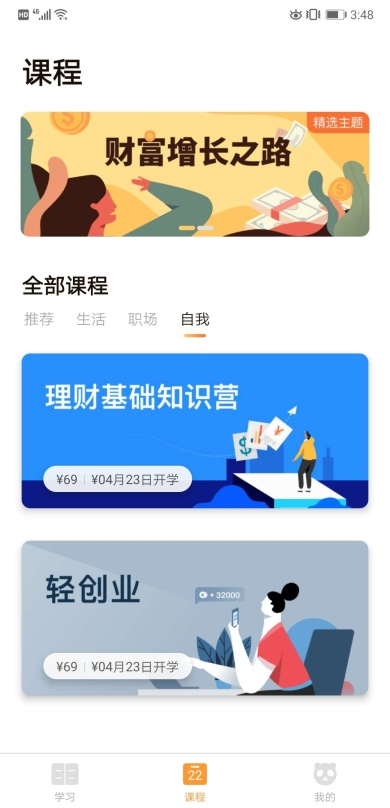 HD 4G 3:48
课程
精选主题
财富增长之路
全部课程
推荐 生活 职场 自我
理财基础知识营
$ ¥
¥69 | ¥04月23日开学
轻创业
+ 32000
¥69 | ¥04月23日开学
22
学习 课程 我的